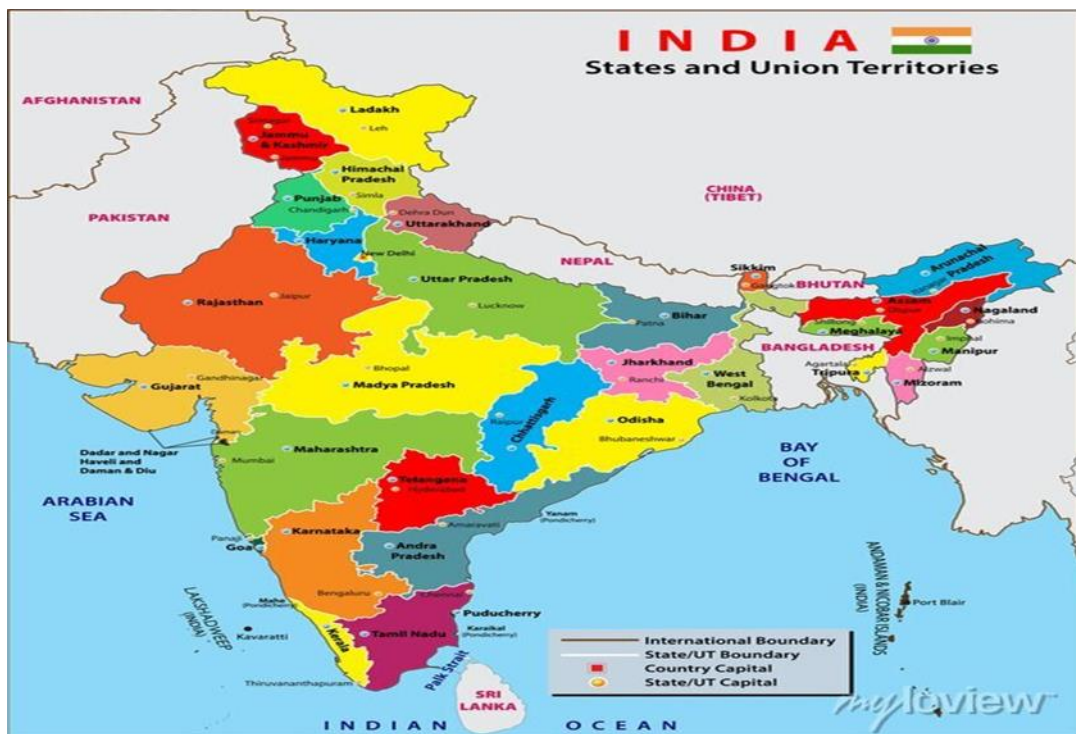 INDIA
States and Union Territories
AFGHANISTAN
Ladakh
Leh
Srinagar
Jammu
& Kashmir
Jammu
Himachal
Pradesh
Simla
CHINA
(TIBET)
PAKISTAN
Punjab
Chandigarh
Dehra Dun
Uttarakhand
Haryana
New Delhi
NEPAL
Sikkim
Gangtok
BHUTAN
Arunachal
Pradesh
Itanagar
Rajasthan
Jaipur
Uttar Pradesh
Lucknow
Bihar
Patna
Assam
Dispur
Nagaland
Kohima
Shillong
Meghalaya
Imphal
Manipur
BANGLADESH
Jharkhand
Ranchi
West
Bengal
Kolkota
Agartala
Tripura
Aizwal
Mizoram
Gujarat
Gandhinagar
Bhopal
Madya Pradesh
Chhattisgarh
Raipur
Odisha
Bhubaneshwar
Daman
Dadar and Nagar
Haveli and
Daman & Diu
Maharashtra
Mumbai
ARABIAN
SEA
BAY
OF
BENGAL
Telangana
Hyderabad
Yanam
(Pondicherry)
Amaravati
Karnataka
Panaji
Goa
Andra
Pradesh
Bengaluru
Chennai
Mahe
(Pondicherry)
Puducherry
Karaikal
(Pondicherry)
LAKSHADWEEP
(INDIA)
Kavaratti
Kerala
Tamil Nadu
Thiruvananthapuram
Palk Strait
SRI
LANKA
ANDAMAN & NICOBAR ISLANDS
(INDIA)
Port Blair
International Boundary
State/UT Boundary
Country Capital
State/UT Capital
INDIAN OCEAN
myloview